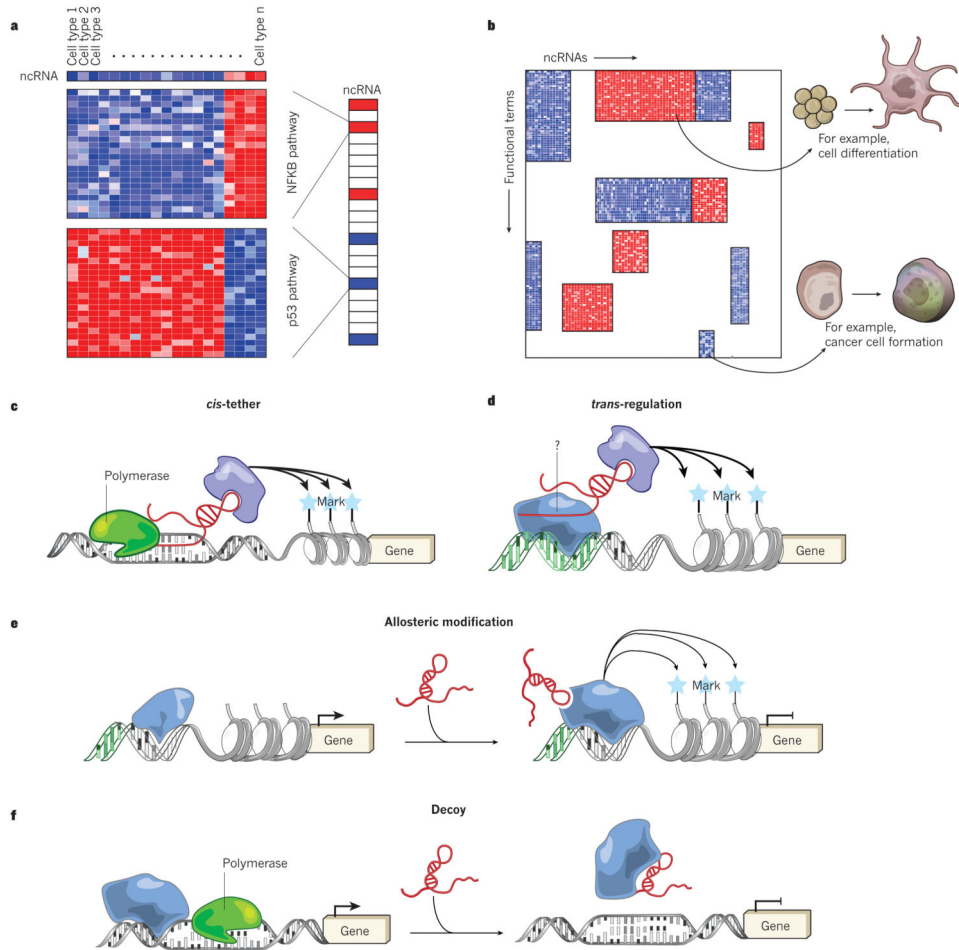 a
Cell type 1
Cell type 2
Cell type 3
Cell type n
ncRNA
NFKB pathway
p53 pathway
ncRNA
b
ncRNAs
Functional terms
For example,
cell differentiation
For example,
cancer cell formation
c
cis-tether
Polymerase
Mark
Gene
d
trans-regulation
?
Mark
Gene
e
Allosteric modification
Gene
Mark
Gene
f
Decoy
Polymerase
Gene
Gene